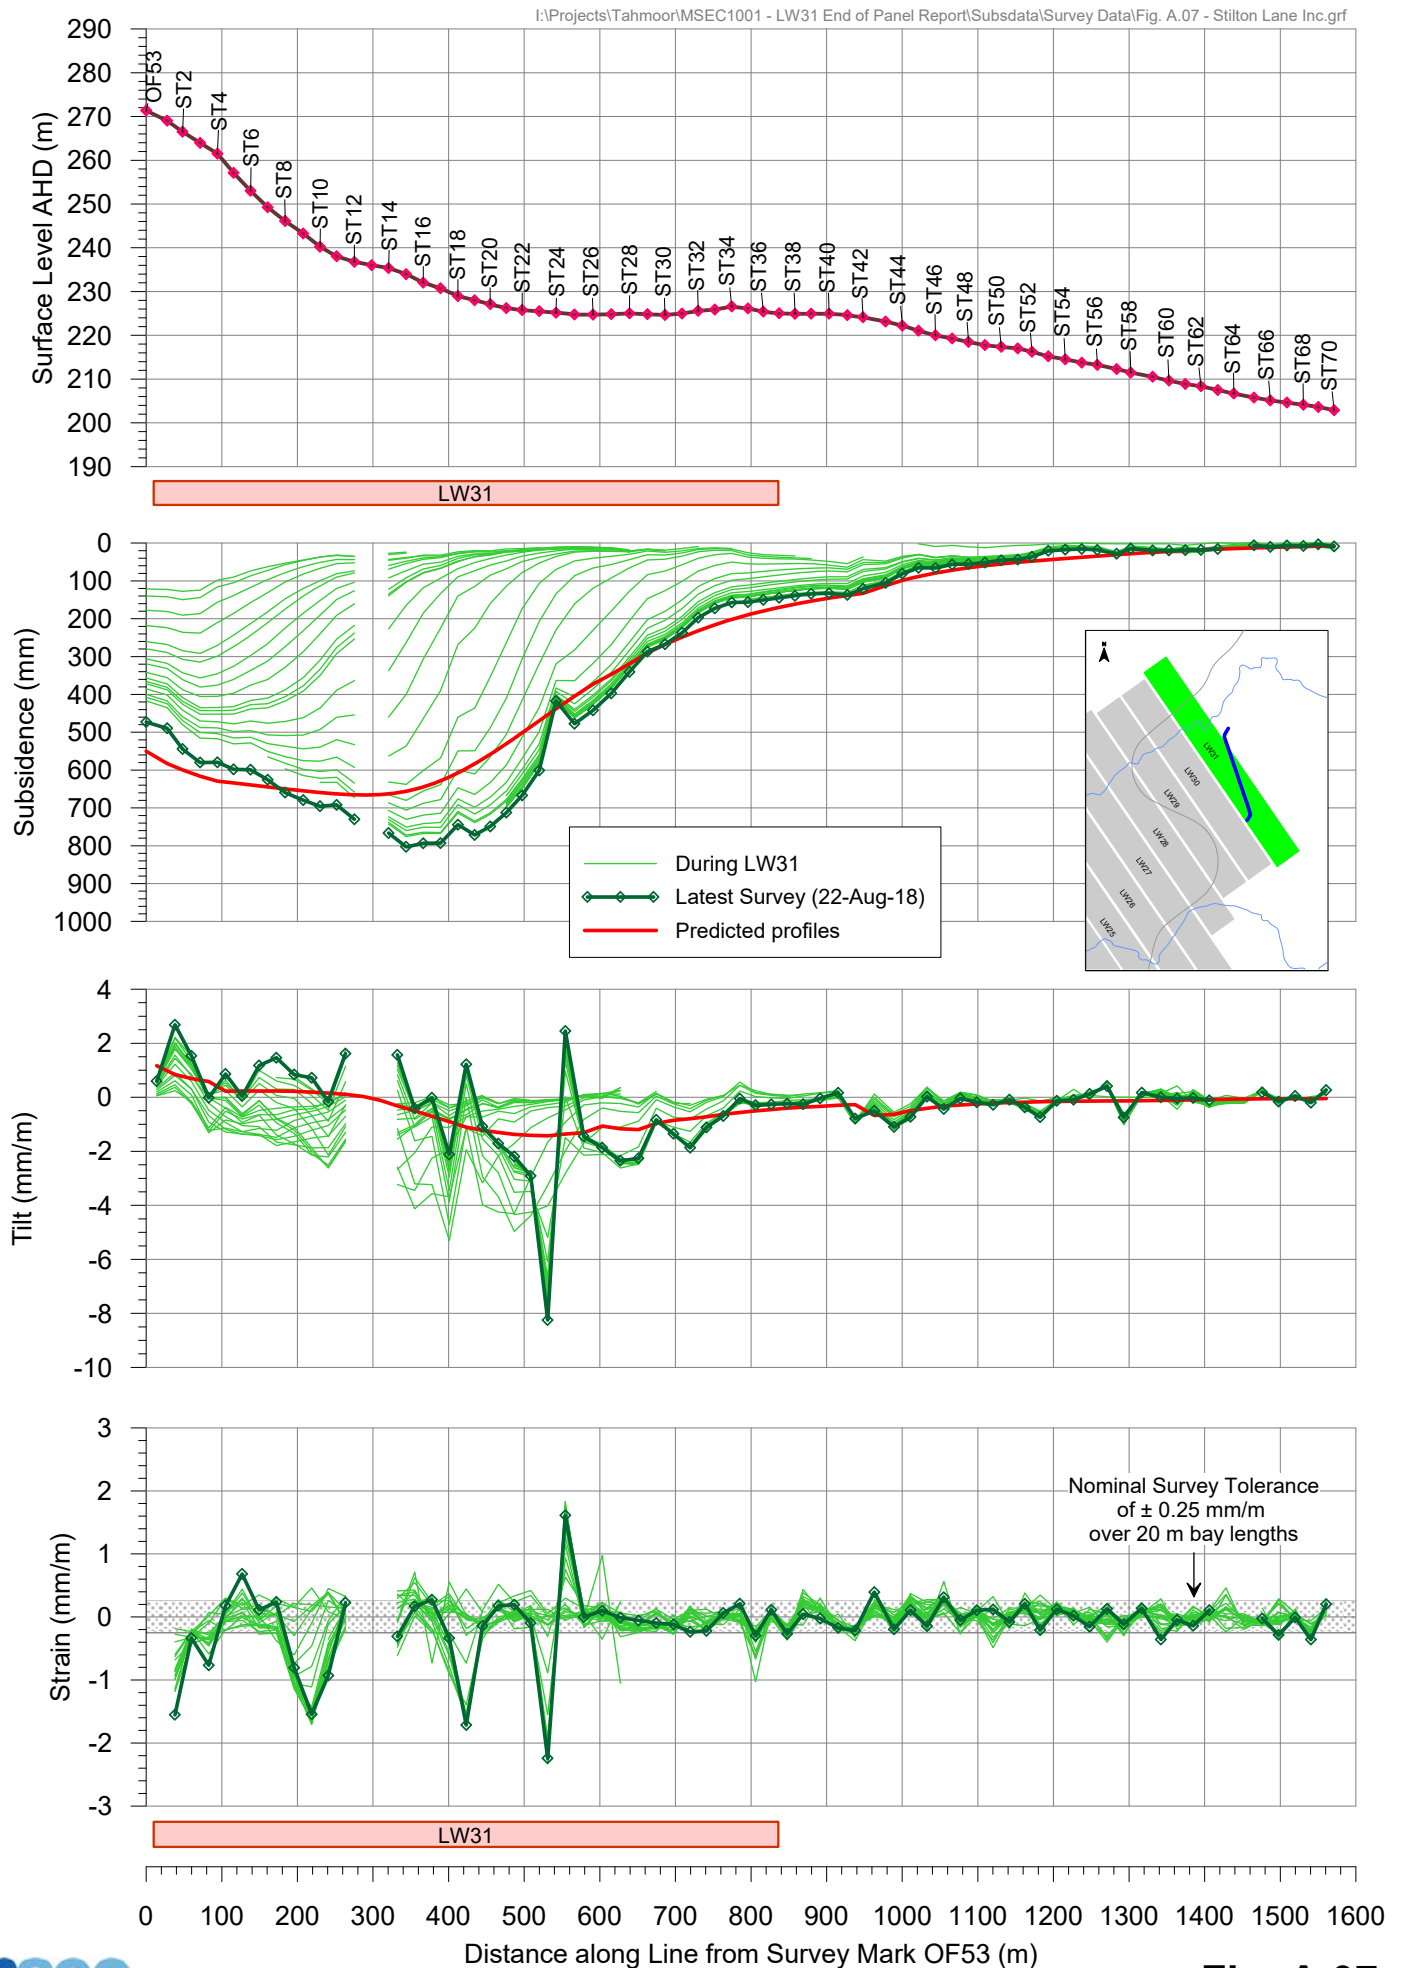 I:\Projects\Tahmoor\MSEC1001 - LW31 End of Panel Report\Subsdata\Survey Data\Fig. A.07 - Stilton Lane Inc.grf
290
280
270
260
250
240
230
220
210
200
190
Surface Level AHD (m)
OF53
ST2
ST4
ST6
ST8
ST10
ST12
ST14
ST16
ST18
ST20
ST22
ST24
ST26
ST28
ST30
ST32
ST34
ST36
ST38
ST40
ST42
ST44
ST46
ST48
ST50
ST52
ST54
ST56
ST58
ST60
ST62
ST64
ST66
ST68
ST70
LW31
0
100
200
300
400
500
600
700
800
900
1000
Subsidence (mm)
During LW31
Latest Survey (22-Aug-18)
Predicted profiles
N
LW31
LW30
LW29
LW28
LW27
LW26
LW25
4
2
0
-2
-4
-6
-8
-10
Tilt (mm/m)
3
2
1
0
-1
-2
-3
Strain (mm/m)
Nominal Survey Tolerance
of ± 0.25 mm/m
over 20 m bay lengths
LW31
0 100 200 300 400 500 600 700 800 900 1000 1100 1200 1300 1400 1500 1600
Distance along Line from Survey Mark OF53 (m)